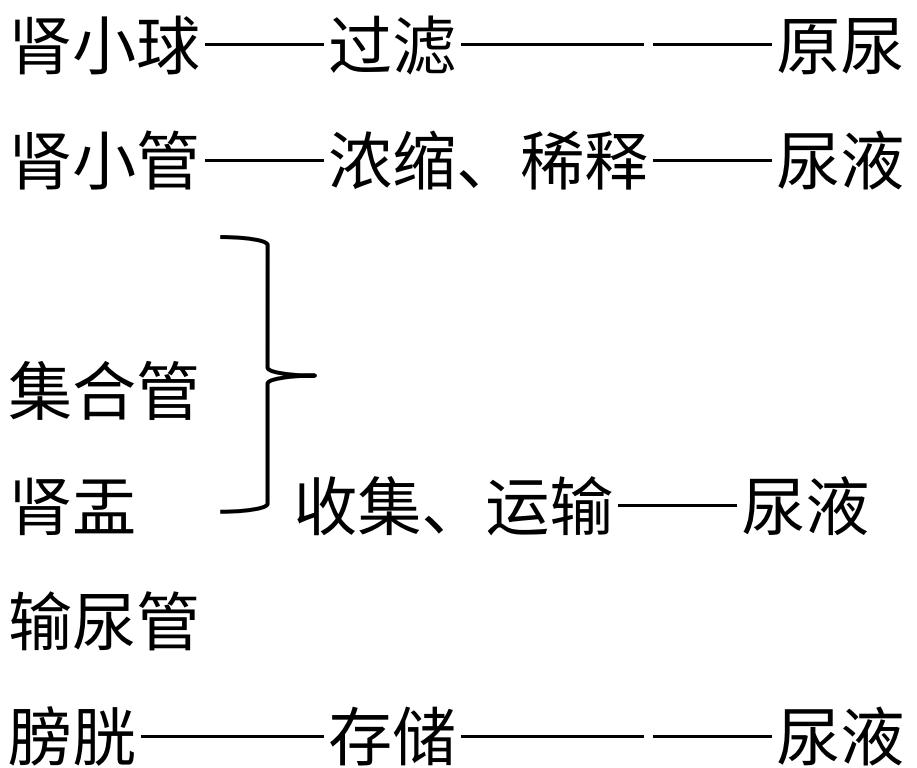 肾小球——过滤—— ——原尿
肾小管——浓缩、稀释——尿液
集合管
肾盂 收集、运输——尿液
输尿管
膀胱———存储—— ——尿液